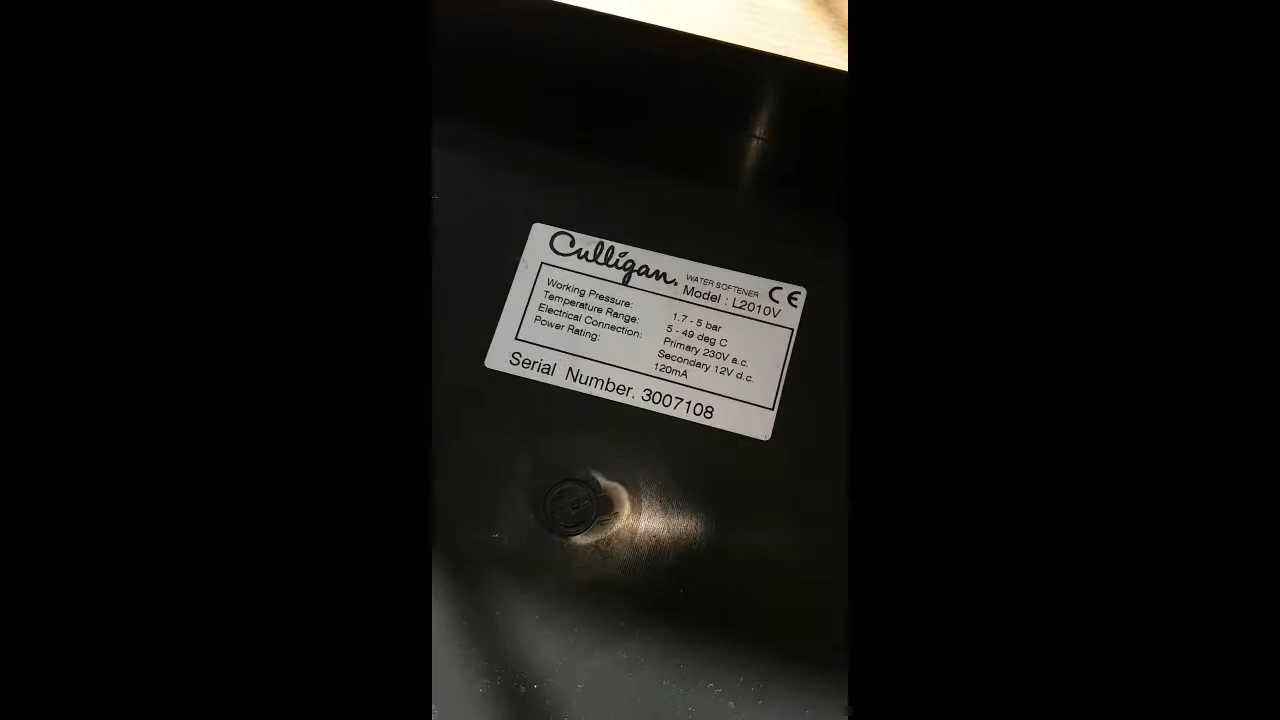 Culligan.
WATER SOFTENER
CE
Model : L2010V
Working Pressure: 1.7 - 5 bar
Temperature Range: 5 - 49 deg C
Electrical Connection: Primary 230V a.c.
Secondary 12V d.c.
Power Rating: 120mA
Serial Number. 3007108